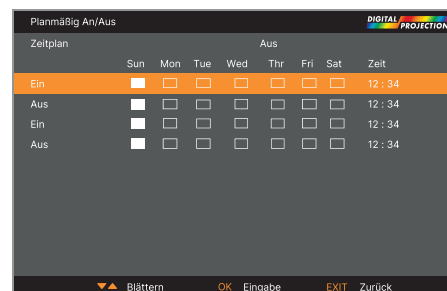 Planmäßig An/Aus DIGITAL PROJECTION
Zeitplan Aus
Sun Mon Tue Wed Thr Fri Sat Zeit
Ein 12 : 34
Aus 12 : 34
Ein 12 : 34
Aus 12 : 34
Blättern OK Eingabe EXIT Zurück